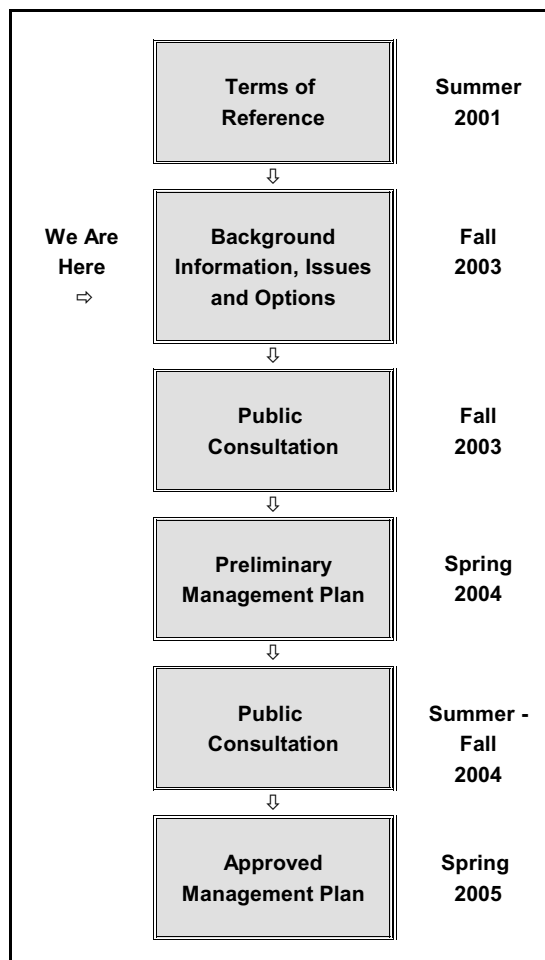 Terms of
Reference
Summer
2001
⇩
We Are
Here
⇨
Background
Information, Issues
and Options
Fall
2003
⇩
Public
Consultation
Fall
2003
⇩
Preliminary
Management Plan
Spring
2004
⇩
Public
Consultation
Summer -
Fall
2004
⇩
Approved
Management Plan
Spring
2005